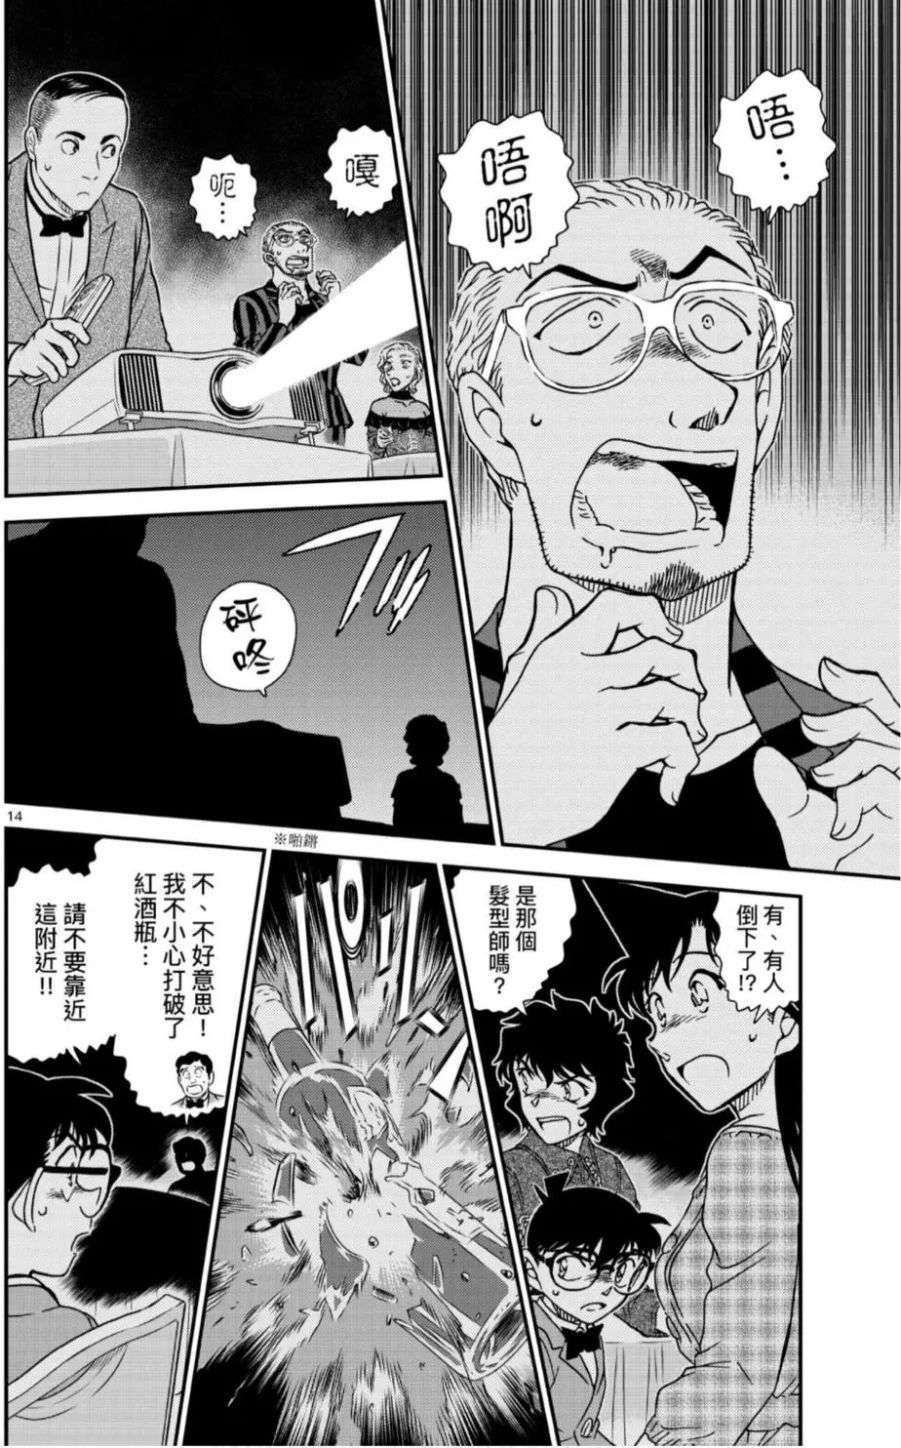 唔…
唔
啊
嘎
呃…
砰
咚
14
※啪鏘
有、有人
倒下了!?
是那個
髮型師嗎？
不、不好意思！
我不小心打破了
紅酒瓶…
請不要靠近
這附近!!